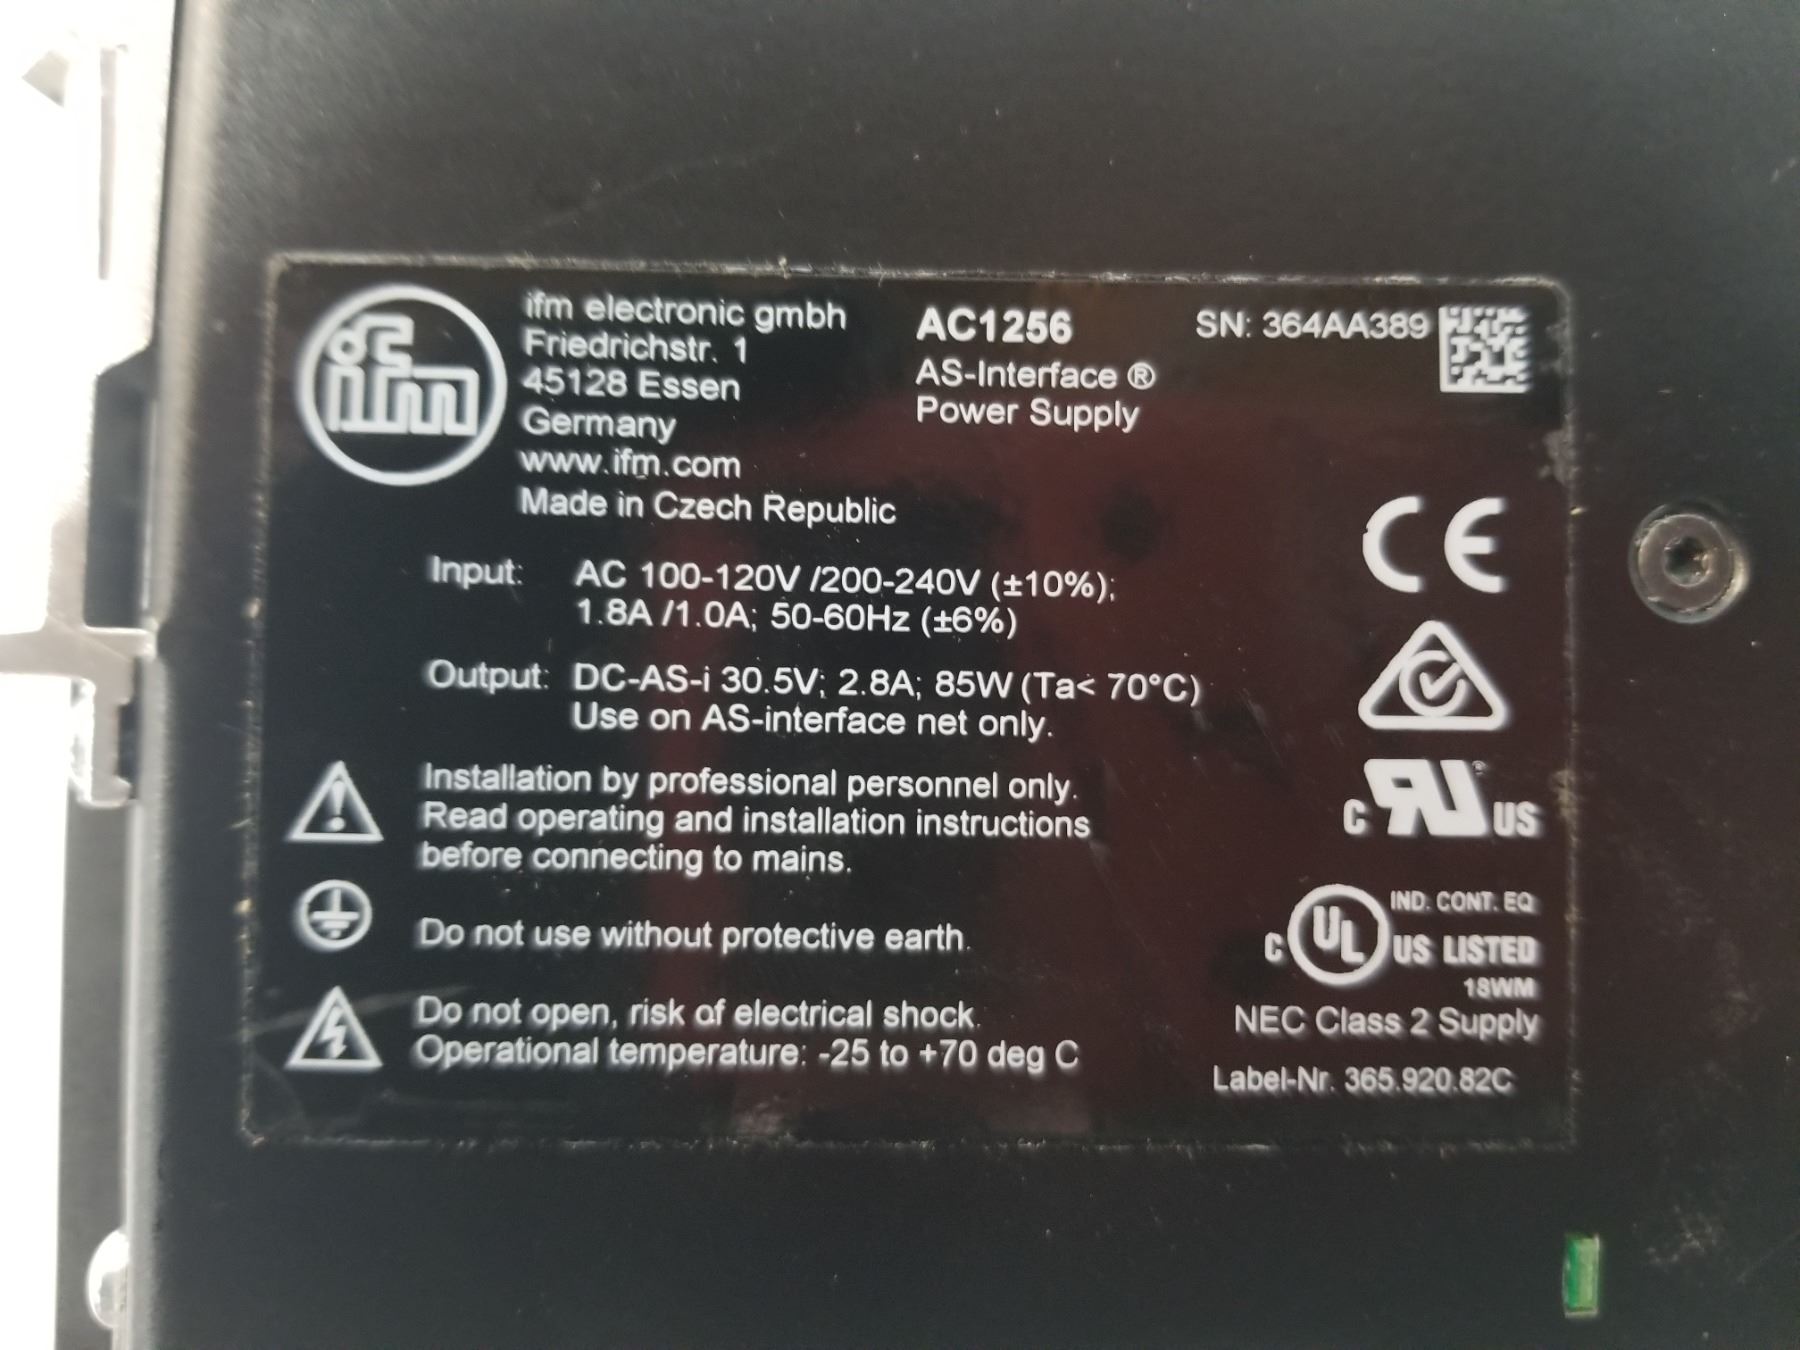 ifm
ifm electronic gmbh
Friedrichstr. 1
45128 Essen
Germany
www.ifm.com
Made in Czech Republic
AC1256
AS-Interface ®
Power Supply
SN: 364AA389
Input: AC 100-120V /200-240V (±10%);
1.8A /1.0A; 50-60Hz (±6%)
Output: DC-AS-i 30.5V; 2.8A; 85W (Ta< 70°C)
Use on AS-interface net only.
Installation by professional personnel only.
Read operating and installation instructions
before connecting to mains.
Do not use without protective earth.
Do not open, risk of electrical shock.
Operational temperature: -25 to +70 deg C
CE
C RU ® US
IND. CONT. EQ
C UL US LISTED
18WM
NEC Class 2 Supply
Label-Nr. 365.920.82C